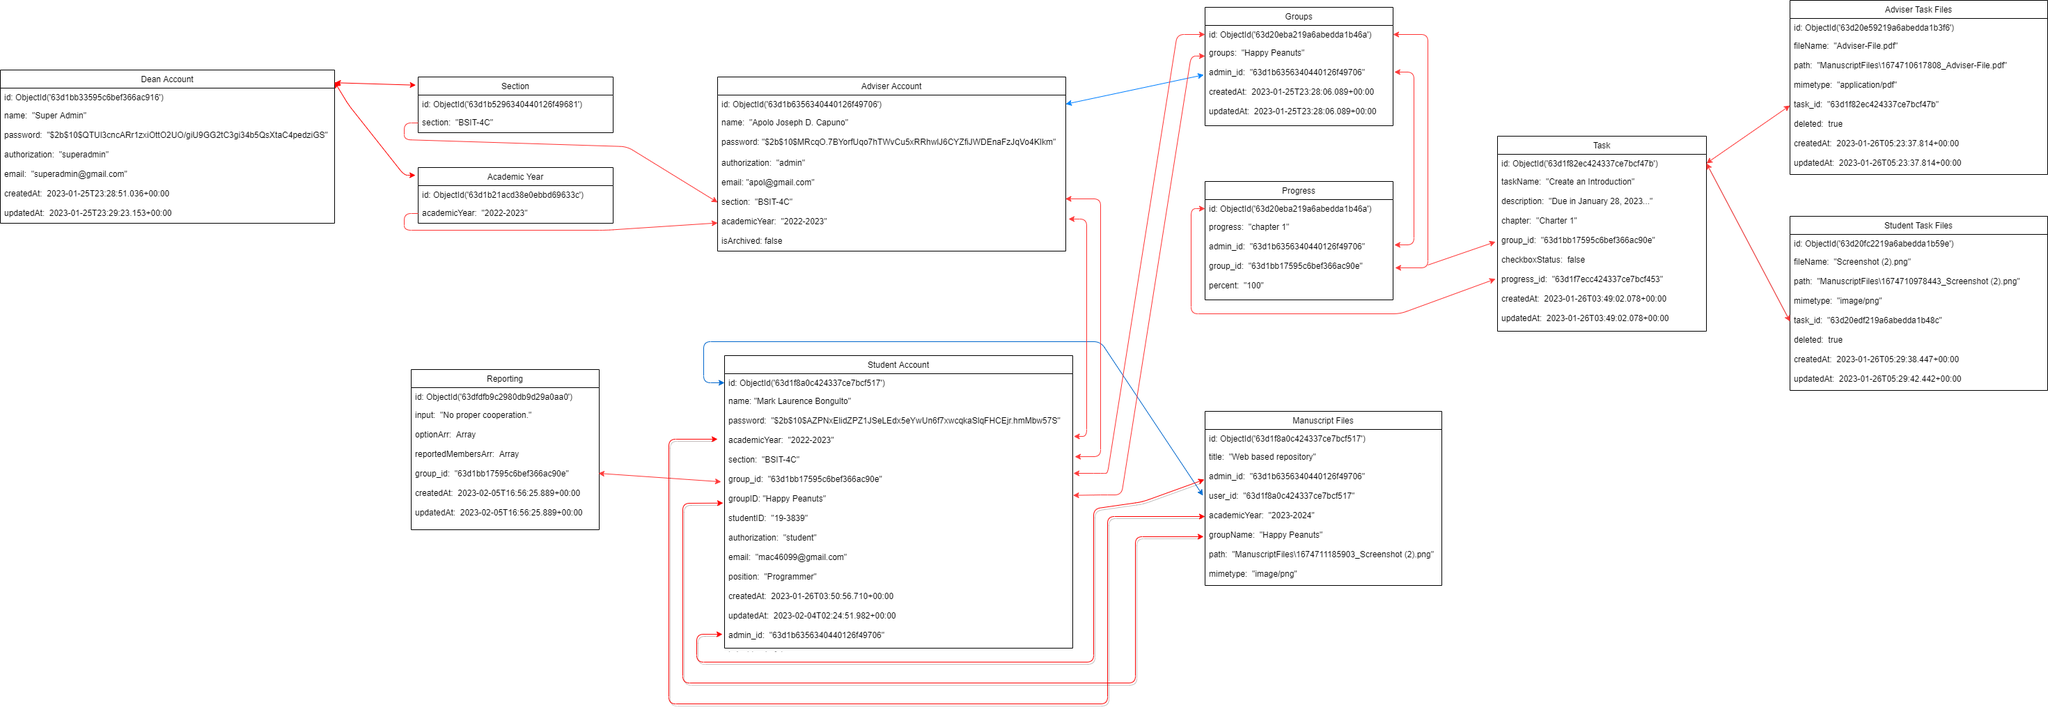 Dean Account
id: ObjectId('63d1bb33595c6bef366ac916')
name: "Super Admin"
password: "$2b$10$QTUI3cncARr1zxiOttO2UO/giU9GG2tC3gi34b5QsXtaC4pedziGS"
authorization: "superadmin"
email: "superadmin@gmail.com"
createdAt: 2023-01-25T23:28:51.036+00:00
updatedAt: 2023-01-25T23:29:23.153+00:00
Section
id: ObjectId('63d1b5296340440126f49681')
section: "BSIT-4C"
Academic Year
id: ObjectId('63d1b21acd38e0ebbd69633c')
academicYear: "2022-2023"
Adviser Account
id: ObjectId('63d1b6356340440126f49706')
name: "Apolo Joseph D. Capuno"
password: "$2b$10$MRcqO.7BYorfUqo7hTWvCu5xRRhwIJ6CYZfiJWDEnaFzJqVo4KIkm"
authorization: "admin"
email: "apol@gmail.com"
section: "BSIT-4C"
academicYear: "2022-2023"
isArchived: false
Groups
id: ObjectId('63d20eba219a6abedda1b46a')
groups: "Happy Peanuts"
admin_id: "63d1b6356340440126f49706"
createdAt: 2023-01-25T23:28:06.089+00:00
updatedAt: 2023-01-25T23:28:06.089+00:00
Progress
id: ObjectId('63d20eba219a6abedda1b46a')
progress: "chapter 1"
admin_id: "63d1b6356340440126f49706"
group_id: "63d1bb17595c6bef366ac90e"
percent: "100"
Task
id: ObjectId('63d1f82ec424337ce7bcf47b')
taskName: "Create an Introduction"
description: "Due in January 28, 2023..."
chapter: "Charter 1"
group_id: "63d1bb17595c6bef366ac90e"
checkboxStatus: false
progress_id: "63d1f7ecc424337ce7bcf453"
createdAt: 2023-01-26T03:49:02.078+00:00
updatedAt: 2023-01-26T03:49:02.078+00:00
Adviser Task Files
id: ObjectId('63d20e59219a6abedda1b3f6')
fileName: "Adviser-File.pdf"
path: "ManuscriptFiles\1674710617808_Adviser-File.pdf"
mimetype: "application/pdf"
task_id: "63d1f82ec424337ce7bcf47b"
deleted: true
createdAt: 2023-01-26T05:23:37.814+00:00
updatedAt: 2023-01-26T05:23:37.814+00:00
Student Task Files
id: ObjectId('63d20fc2219a6abedda1b59e')
fileName: "Screenshot (2).png"
path: "ManuscriptFiles\1674710978443_Screenshot (2).png"
mimetype: "image/png"
task_id: "63d20edf219a6abedda1b48c"
deleted: true
createdAt: 2023-01-26T05:29:38.447+00:00
updatedAt: 2023-01-26T05:29:42.442+00:00
Reporting
id: ObjectId('63dfdfb9c2980db9d29a0aa0')
input: "No proper cooperation."
optionArr: Array
reportedMembersArr: Array
group_id: "63d1bb17595c6bef366ac90e"
createdAt: 2023-02-05T16:56:25.889+00:00
updatedAt: 2023-02-05T16:56:25.889+00:00
Student Account
id: ObjectId('63d1f8a0c424337ce7bcf517')
name: "Mark Laurence Bongulto"
password: "$2b$10$AZPNxElidZPZ1JSeLEdx5eYwUn6f7xwcqkaSlqFHCEjr.hmMbw57S"
academicYear: "2022-2023"
section: "BSIT-4C"
group_id: "63d1bb17595c6bef366ac90e"
groupID: "Happy Peanuts"
studentID: "19-3839"
authorization: "student"
email: "mac46099@gmail.com"
position: "Programmer"
createdAt: 2023-01-26T03:50:56.710+00:00
updatedAt: 2023-02-04T02:24:51.982+00:00
admin_id: "63d1b6356340440126f49706"
Manuscript Files
id: ObjectId('63d1f8a0c424337ce7bcf517')
title: "Web based repository"
admin_id: "63d1b6356340440126f49706"
user_id: "63d1f8a0c424337ce7bcf517"
academicYear: "2023-2024"
groupName: "Happy Peanuts"
path: "ManuscriptFiles\1674711185903_Screenshot (2).png"
mimetype: "image/png"